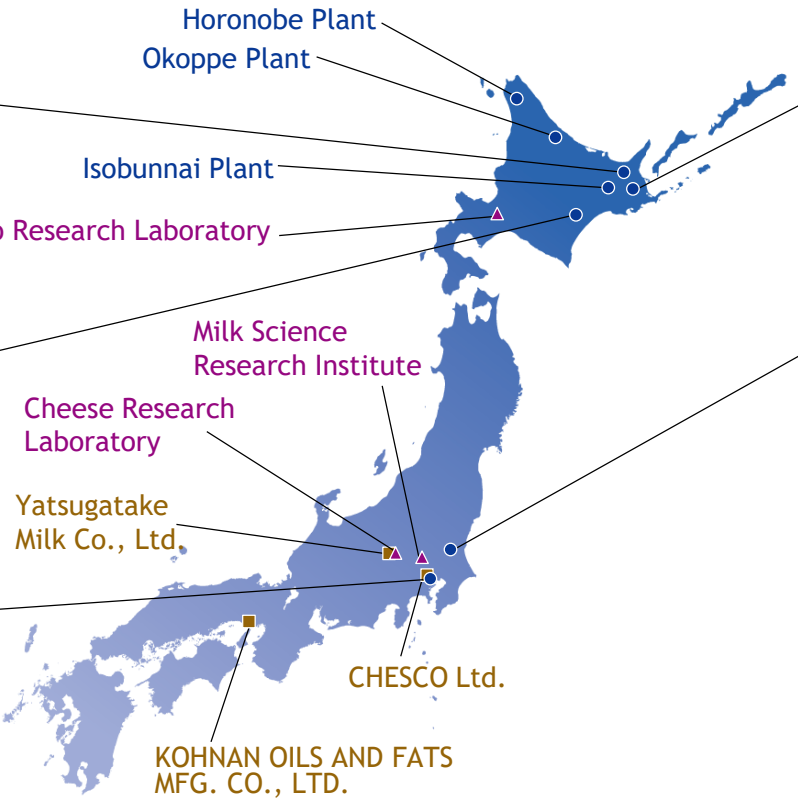 Horonobe Plant
Okoppe Plant
Isobunnai Plant
Research Laboratory
Milk Science
Research Institute
Cheese Research
Laboratory
Yatsugatake
Milk Co., Ltd.
CHESCO Ltd.
KOHNAN OILS AND FATS
MFG. CO., LTD.